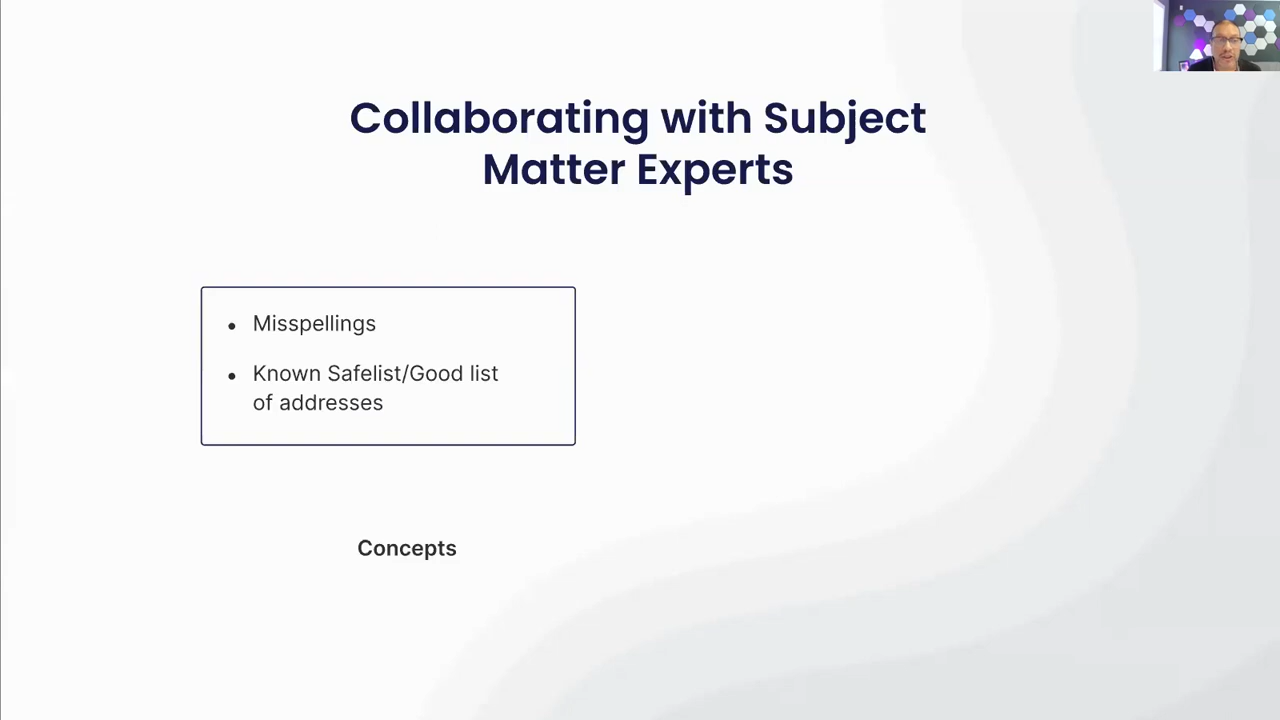 Collaborating with Subject
Matter Experts
• Misspellings
• Known Safelist/Good list
of addresses
Concepts